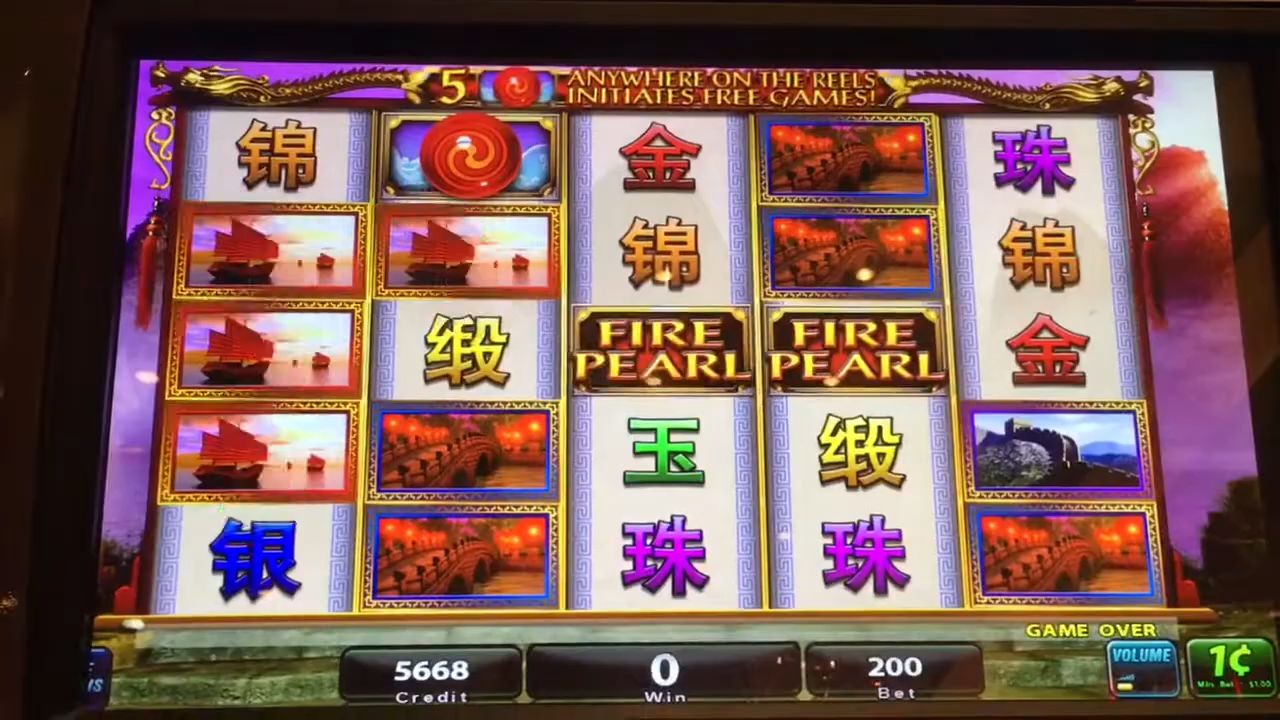 5
ANYWHERE ON THE REELS
INITIATES FREE GAMES!
锦
金
珠
锦
锦
缎
FIRE
PEARL
FIRE
PEARL
金
玉
缎
银
珠
珠
GAME OVER
5668
Credit
0
Win
200
Bet
VOLUME
1¢